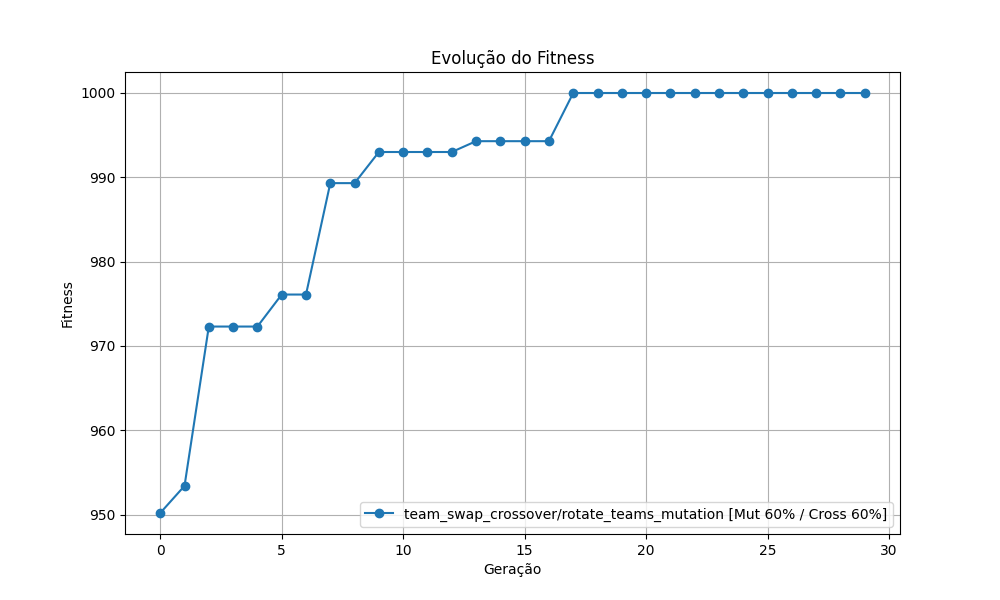 Evolução do Fitness
Fitness
1000
990
980
970
960
950
team_swap_crossover/rotate_teams_mutation [Mut 60% / Cross 60%]
0 5 10 15 20 25 30
Geração